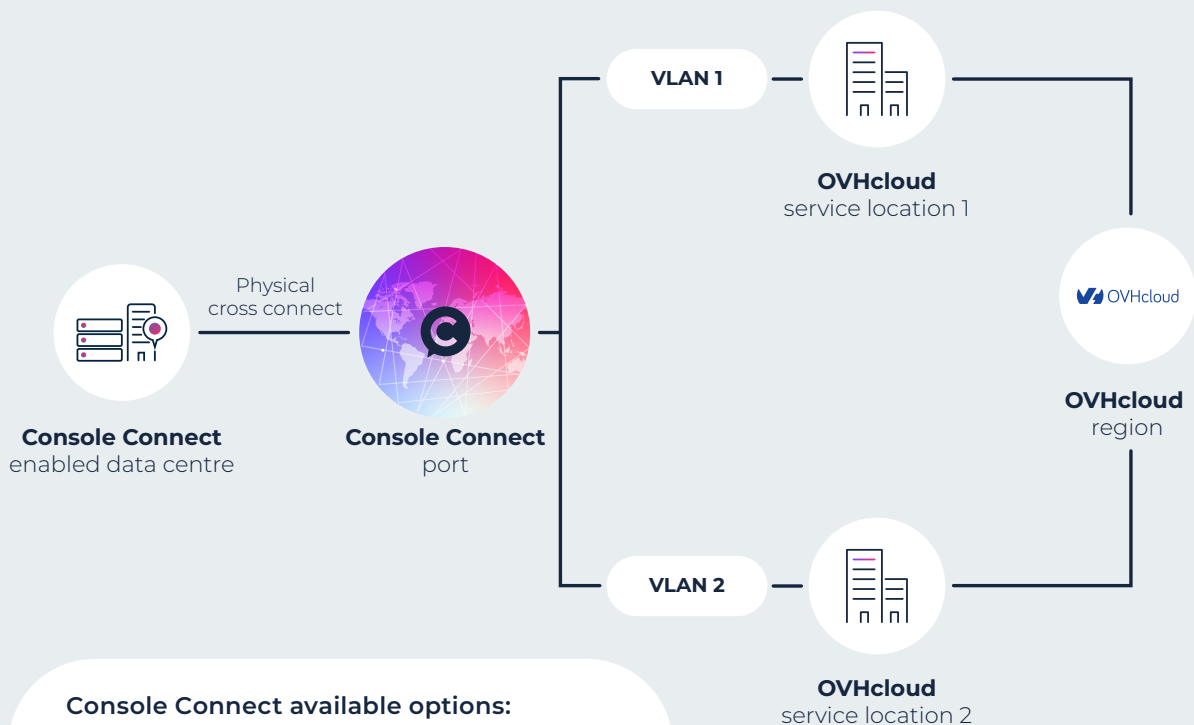 VLAN 1
OVHcloud
service location 1
Physical
cross connect
C
Console Connect
enabled data centre
Console Connect
port
OVHcloud
OVHcloud
region
VLAN 2
OVHcloud
service location 2
Console Connect available options: